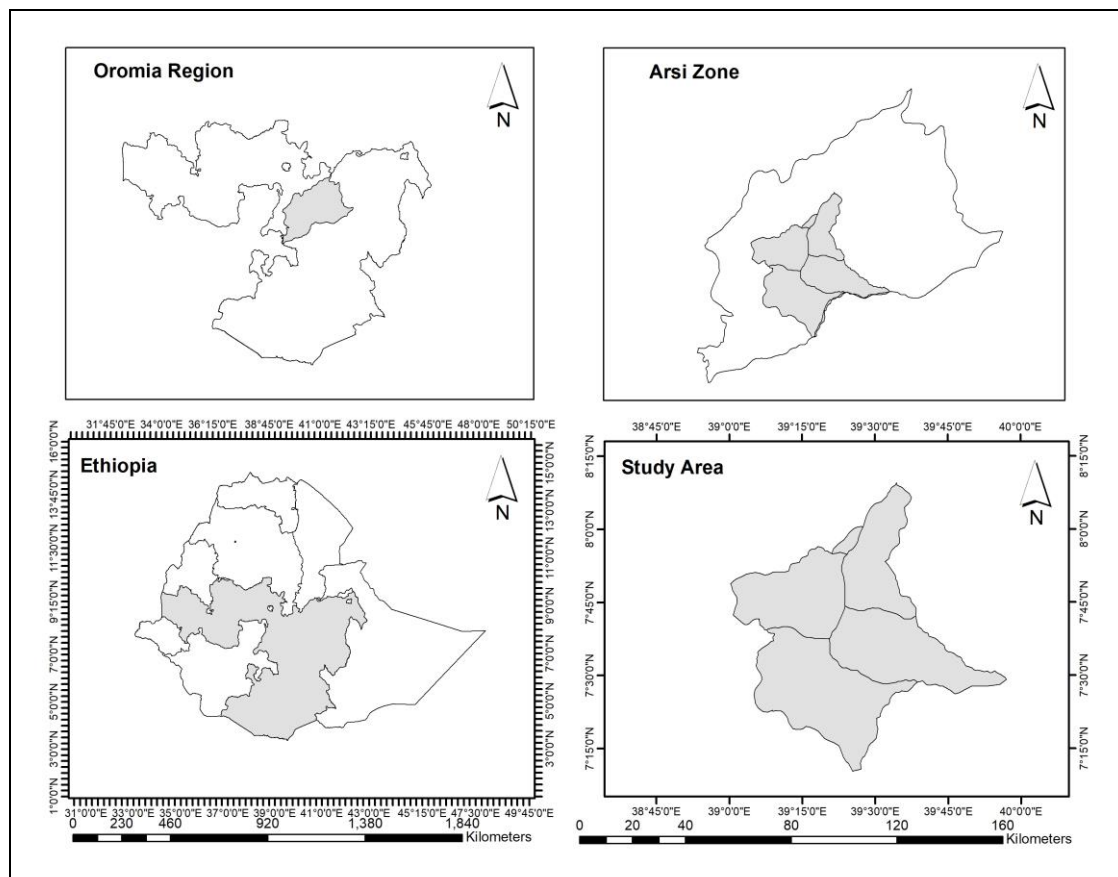 Oromia Region
N
Arsi Zone
N
31°45'0"E 34°0'0"E 36°15'0"E 38°45'0"E 41°0'0"E 43°15'0"E 45°45'0"E 48°0'0"E 50°15'0"E
Ethiopia
N
16°0'0"N
13°45'0"N
11°30'0"N
9°15'0"N
7°0'0"N
5°0'0"N
3°0'0"N
1°0'0"N
15°0'0"N
13°0'0"N
11°0'0"N
9°0'0"N
7°0'0"N
5°0'0"N
3°0'0"N
1°0'0"N
31°0'0"E 33°0'0"E 35°0'0"E 37°0'0"E 39°0'0"E 41°0'0"E 43°0'0"E 45°15'0"E 47°30'0"E 49°45'0"E
0 230 460 920 1,380 1,840
Kilometers
38°45'0"E 39°0'0"E 39°15'0"E 39°30'0"E 39°45'0"E 40°0'0"E
Study Area
N
8°15'0"N
8°0'0"N
7°45'0"N
7°30'0"N
7°15'0"N
8°15'0"N
8°0'0"N
7°45'0"N
7°30'0"N
7°15'0"N
38°45'0"E 39°0'0"E 39°15'0"E 39°30'0"E 39°45'0"E 40°0'0"E
0 20 40 80 120 160
Kilometers